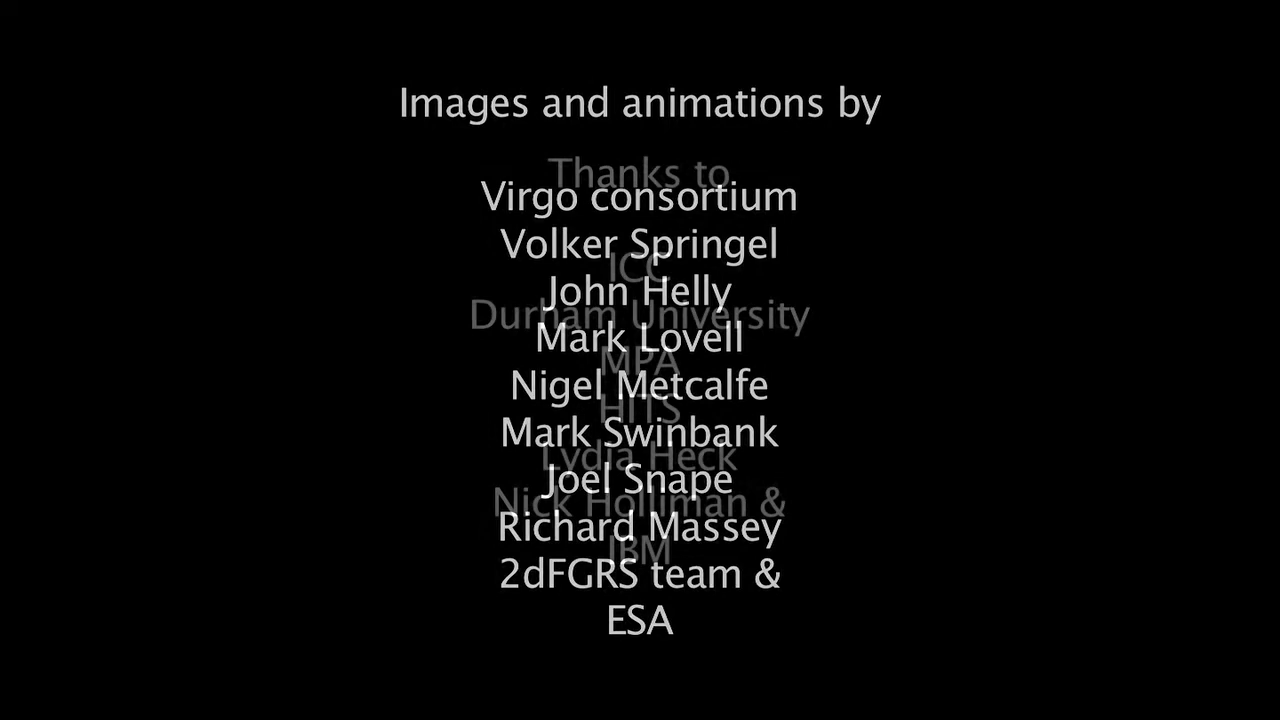 Images and animations by
Thanks to
Virgo consortium
Volker Springel
ICC
John Helly
Durham University
Mark Lovell
MPA
Nigel Metcalfe
HITS
Mark Swinbank
Lydia Heck
Joel Snape
Nick Holliman &
Richard Massey
IBM
2dFGRS team &
ESA